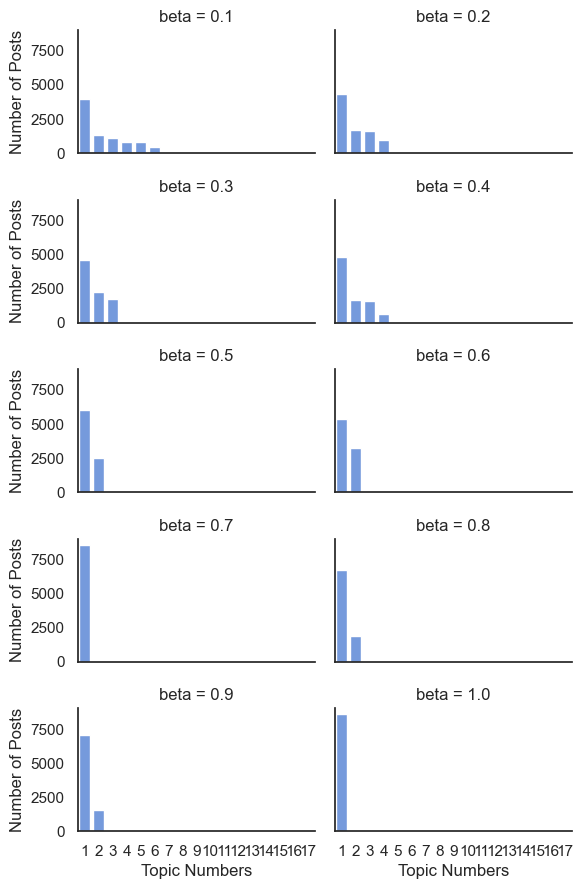 beta = 0.1
beta = 0.2
Number of Posts
7500
5000
2500
0
beta = 0.3
beta = 0.4
Number of Posts
7500
5000
2500
0
beta = 0.5
beta = 0.6
Number of Posts
7500
5000
2500
0
beta = 0.7
beta = 0.8
Number of Posts
7500
5000
2500
0
beta = 0.9
beta = 1.0
Number of Posts
7500
5000
2500
0
1 2 3 4 5 6 7 8 9 10 11 12 13 14 15 16 17
1 2 3 4 5 6 7 8 9 10 11 12 13 14 15 16 17
Topic Numbers
Topic Numbers